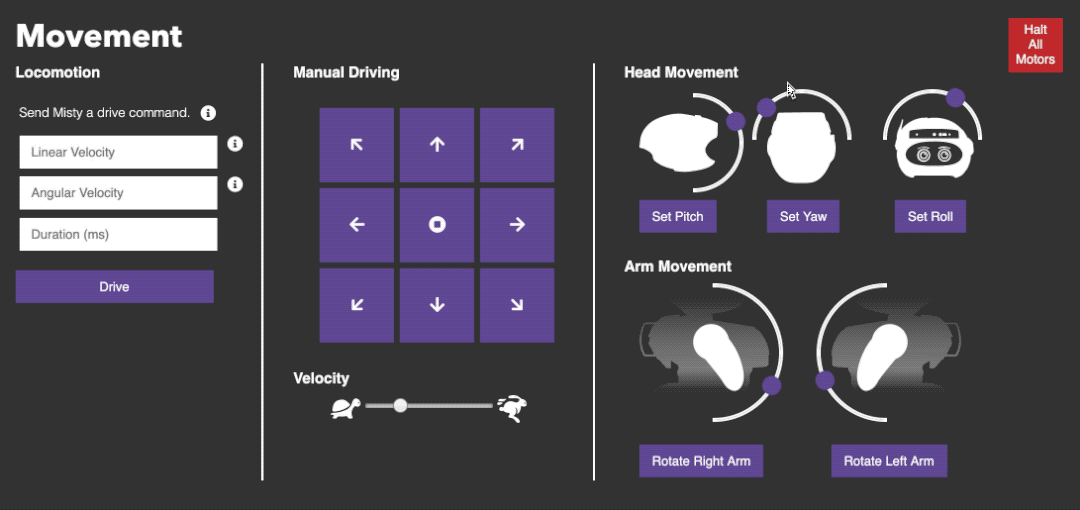 Movement
Halt
All
Motors
Locomotion
Send Misty a drive command.
Linear Velocity
Angular Velocity
Duration (ms)
Drive
Manual Driving
Velocity
Head Movement
Set Pitch
Set Yaw
Set Roll
Arm Movement
Rotate Right Arm
Rotate Left Arm